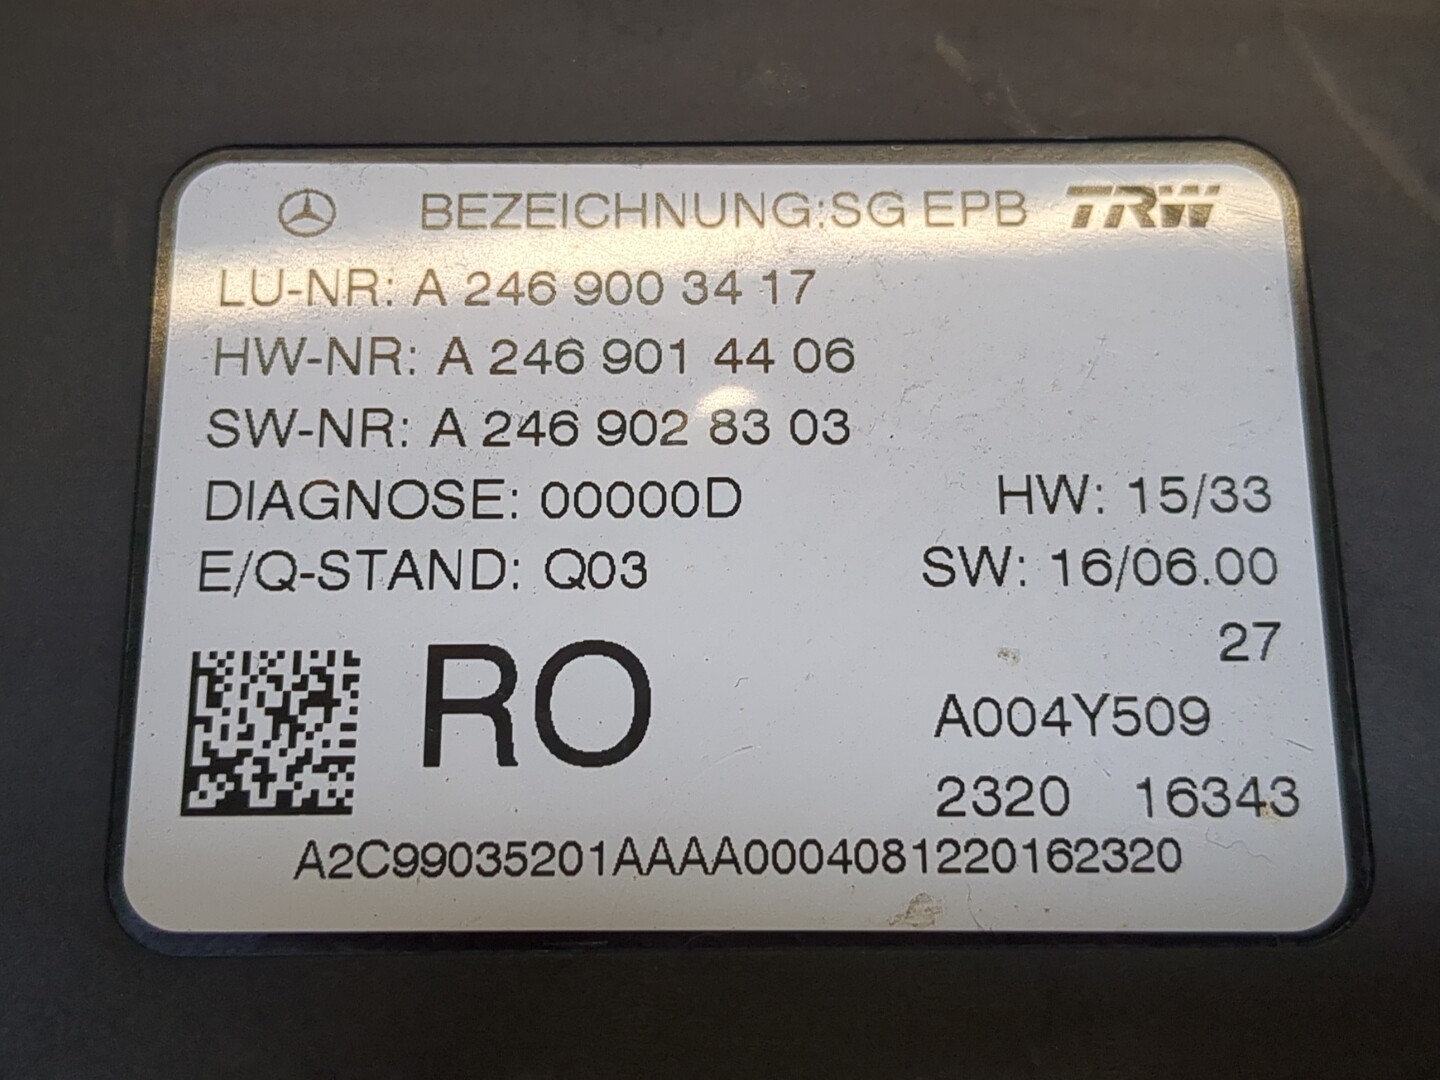 BEZEICHNUNG:SG EPB TRW
LU-NR: A 246 900 34 17
HW-NR: A 246 901 44 06
SW-NR: A 246 902 83 03
DIAGNOSE: 00000D HW: 15/33
E/Q-STAND: Q03 SW: 16/06.00
27
RO A004Y509
2320 16343
A2C99035201AAAA0004081220162320